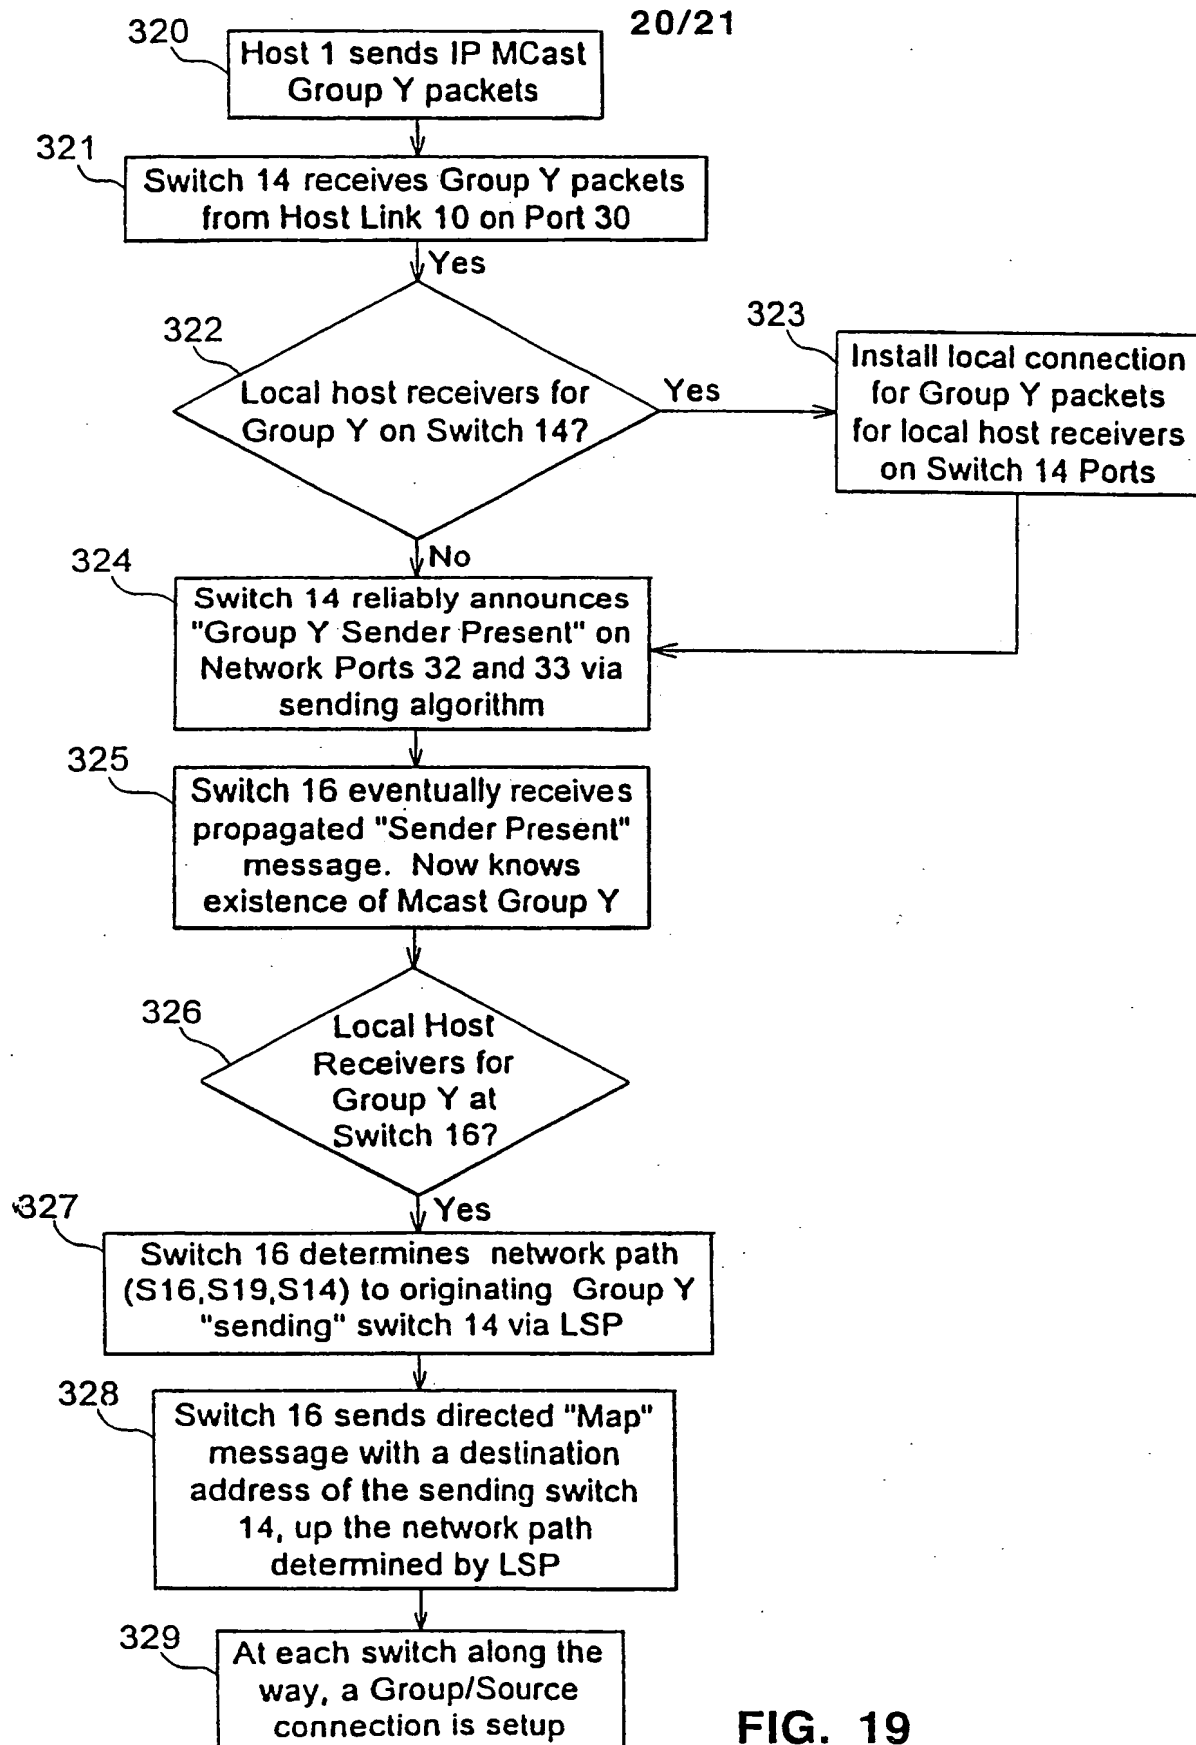 20/21
320
Host 1 sends IP MCast
Group Y packets
321
Switch 14 receives Group Y packets
from Host Link 10 on Port 30
Yes
322
Local host receivers for
Group Y on Switch 14?
Yes
323
Install local connection
for Group Y packets
for local host receivers
on Switch 14 Ports
No
324
Switch 14 reliably announces
"Group Y Sender Present" on
Network Ports 32 and 33 via
sending algorithm
325
Switch 16 eventually receives
propagated "Sender Present"
message. Now knows
existence of Mcast Group Y
326
Local Host
Receivers for
Group Y at
Switch 16?
Yes
327
Switch 16 determines network path
(S16,S19,S14) to originating Group Y
"sending" switch 14 via LSP
328
Switch 16 sends directed "Map"
message with a destination
address of the sending switch
14, up the network path
determined by LSP
329
At each switch along the
way, a Group/Source
connection is setup
FIG. 19